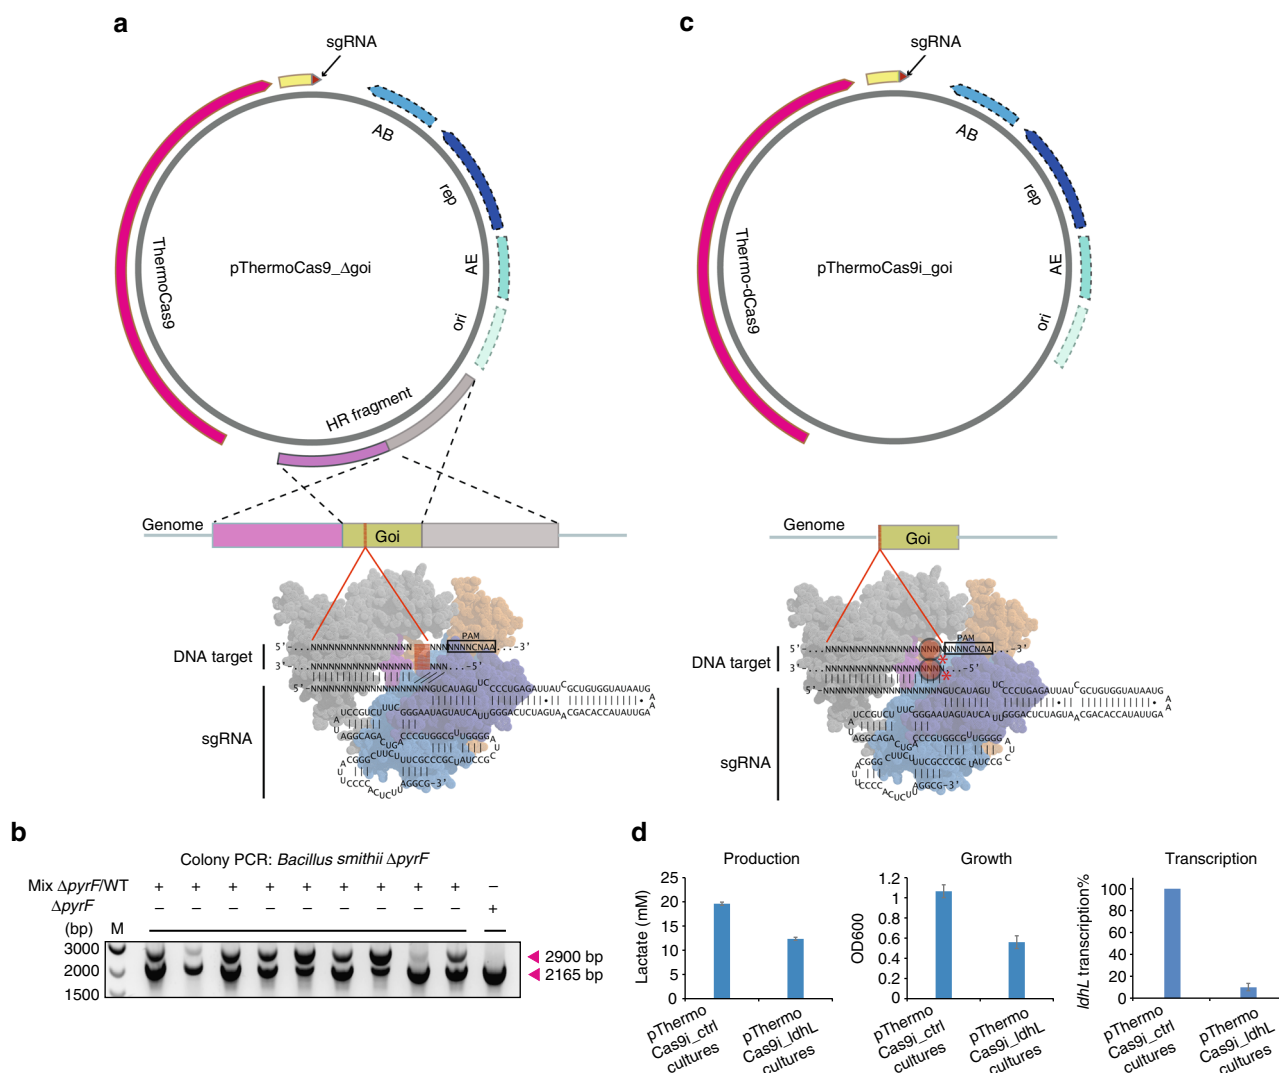 a
sgRNA
AB
rep
AE
ori
ThermoCas9
pThermoCas9_Δgoi
HR fragment
Genome
Goi
PAM
DNA target
sgRNA
c
sgRNA
AB
rep
AE
ori
Thermo-dCas9
pThermoCas9i_goi
Genome
Goi
PAM
DNA target
sgRNA
b
Colony PCR: Bacillus smithii ΔpyrF
Mix ΔpyrF/WT + + + + + + + + + –
ΔpyrF – – – – – – – – – +
(bp) M
3000
2000
1500
2900 bp
2165 bp
d
Production
Lactate (mM)
25
20
15
10
5
0
pThermo Cas9i_ctrl cultures
pThermo Cas9i_ldhL cultures
Growth
OD600
1.2
1
0.8
0.6
0.4
0.2
0
pThermo Cas9i_ctrl cultures
pThermo Cas9i_ldhL cultures
Transcription
ldhL transcription%
100
80
60
40
20
0
pThermo Cas9i_ctrl cultures
pThermo Cas9i_ldhL cultures